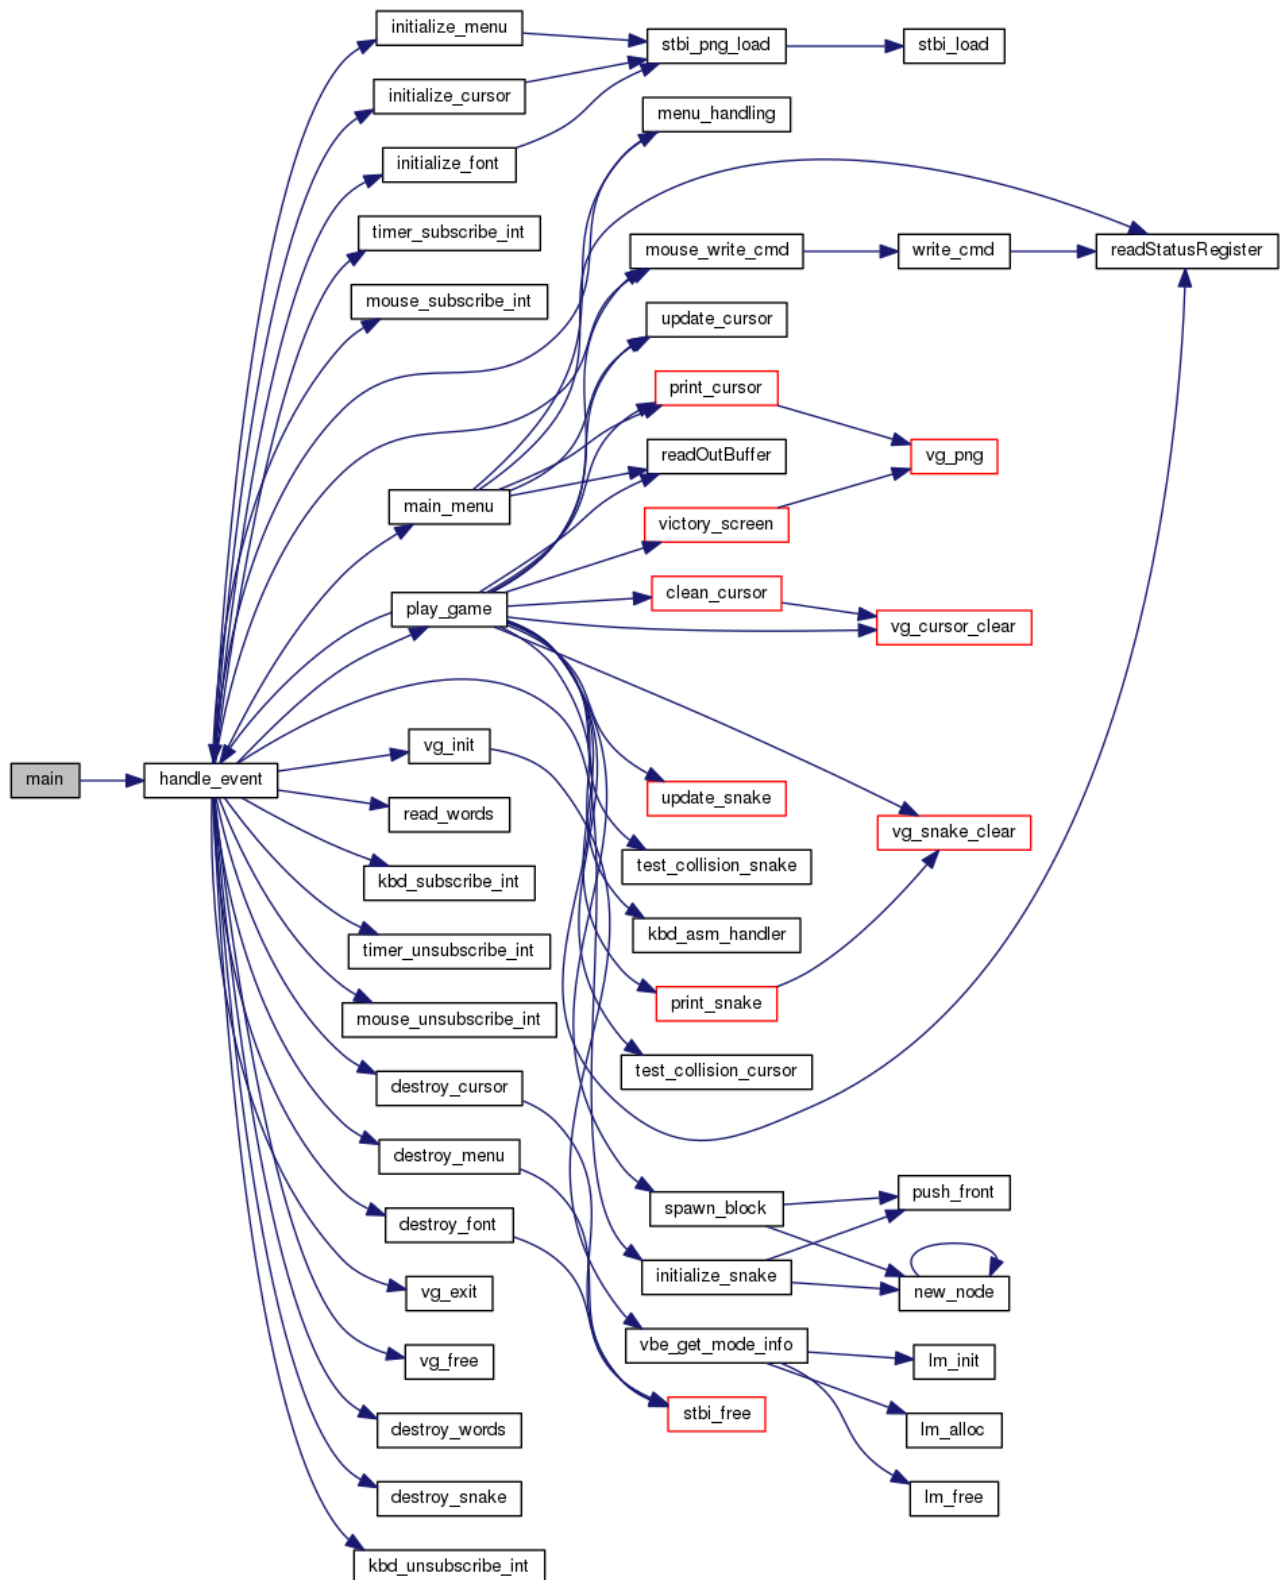 initialize_menu
stbi_png_load
stbi_load
initialize_cursor
menu_handling
initialize_font
timer_subscribe_int
mouse_write_cmd
write_cmd
readStatusRegister
mouse_subscribe_int
update_cursor
print_cursor
readOutBuffer
vg_png
main_menu
victory_screen
clean_cursor
play_game
vg_cursor_clear
vg_init
main
handle_event
update_snake
read_words
vg_snake_clear
test_collision_snake
kbd_subscribe_int
kbd_asm_handler
timer_unsubscribe_int
print_snake
mouse_unsubscribe_int
test_collision_cursor
destroy_cursor
destroy_menu
push_front
spawn_block
destroy_font
initialize_snake
new_node
vg_exit
vbe_get_mode_info
lm_init
vg_free
stbi_free
destroy_words
lm_alloc
destroy_snake
lm_free
kbd_unsubscribe_int